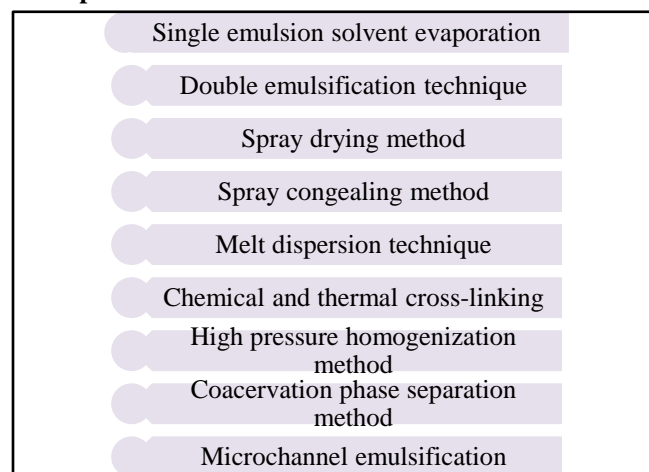 Single emulsion solvent evaporation
Double emulsification technique
Spray drying method
Spray congealing method
Melt dispersion technique
Chemical and thermal cross-linking
High pressure homogenization
method
Coacervation phase separation
method
Microchannel emulsification